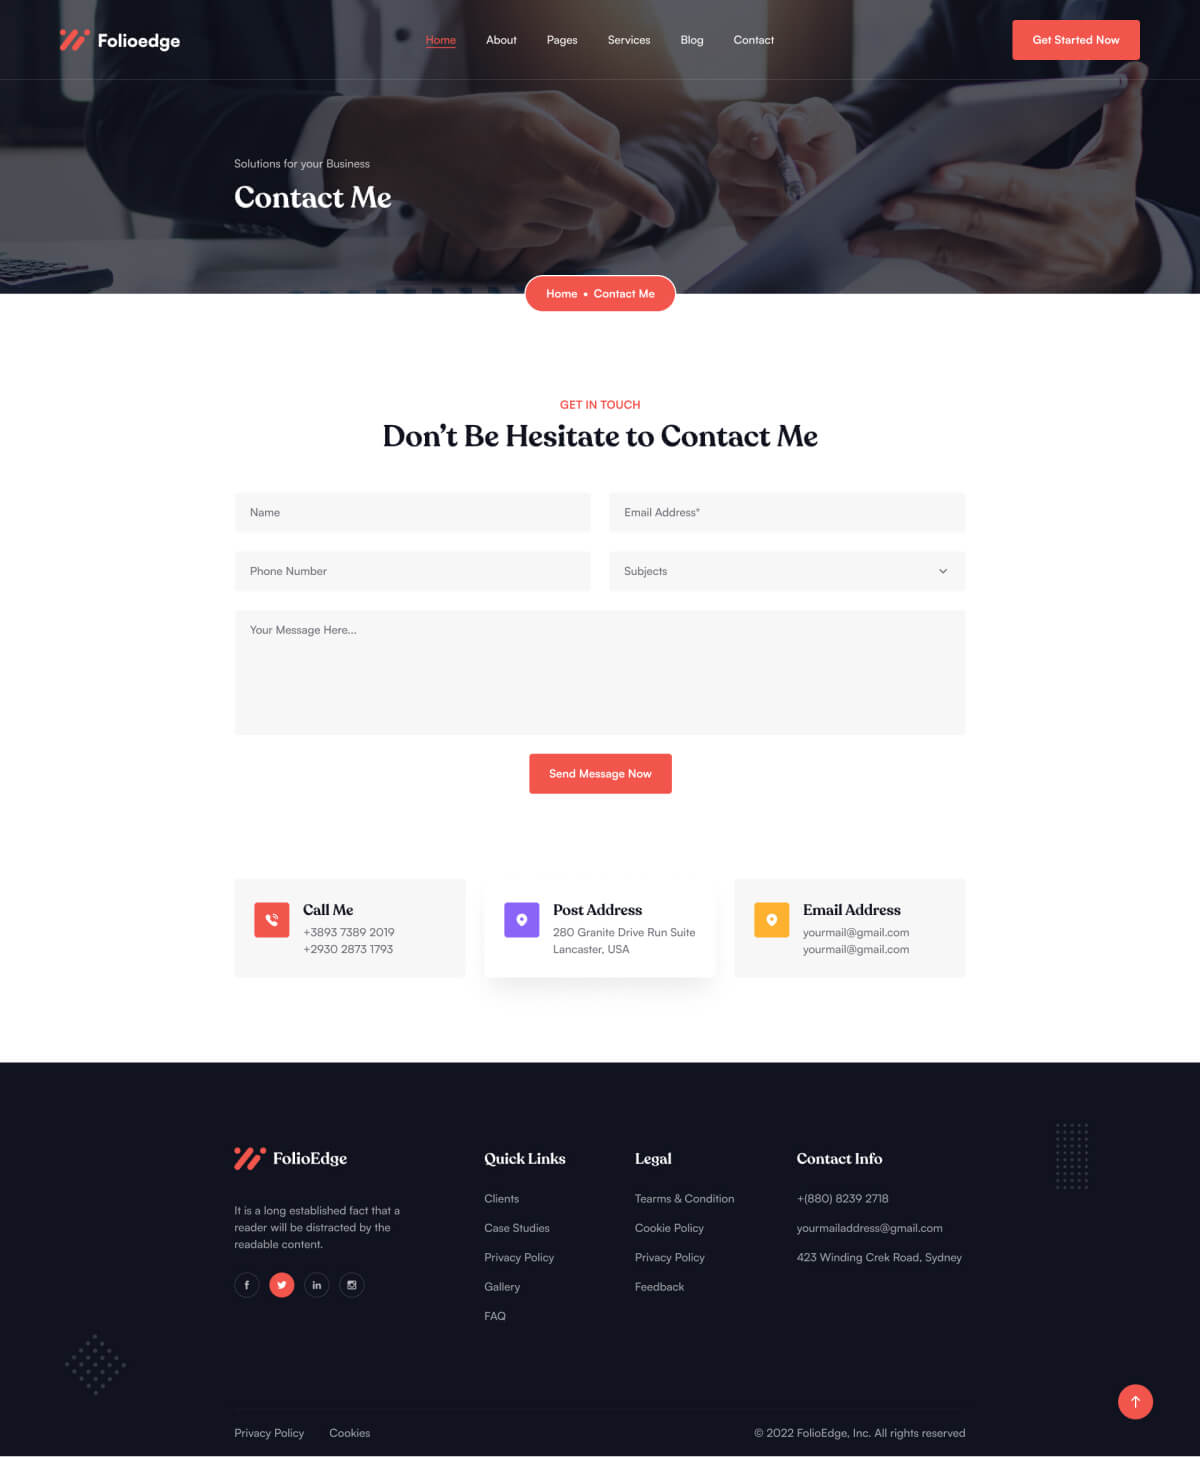 Folioedge
Home About Pages Services Blog Contact
Get Started Now
Solutions for your Business
Contact Me
Home • Contact Me
GET IN TOUCH
Don’t Be Hesitate to Contact Me
Name
Email Address*
Phone Number
Subjects
Your Message Here...
Send Message Now
Call Me
+3893 7389 2019
+2930 2873 1793
Post Address
280 Granite Drive Run Suite
Lancaster, USA
Email Address
yourmail@gmail.com
yourmail@gmail.com
FolioEdge
It is a long established fact that a
reader will be distracted by the
readable content.
Quick Links
Clients
Case Studies
Privacy Policy
Gallery
FAQ
Legal
Tearms & Condition
Cookie Policy
Privacy Policy
Feedback
Contact Info
+(880) 8239 2718
yourmailaddress@gmail.com
423 Winding Crek Road, Sydney
Privacy Policy Cookies
© 2022 FolioEdge, Inc. All rights reserved